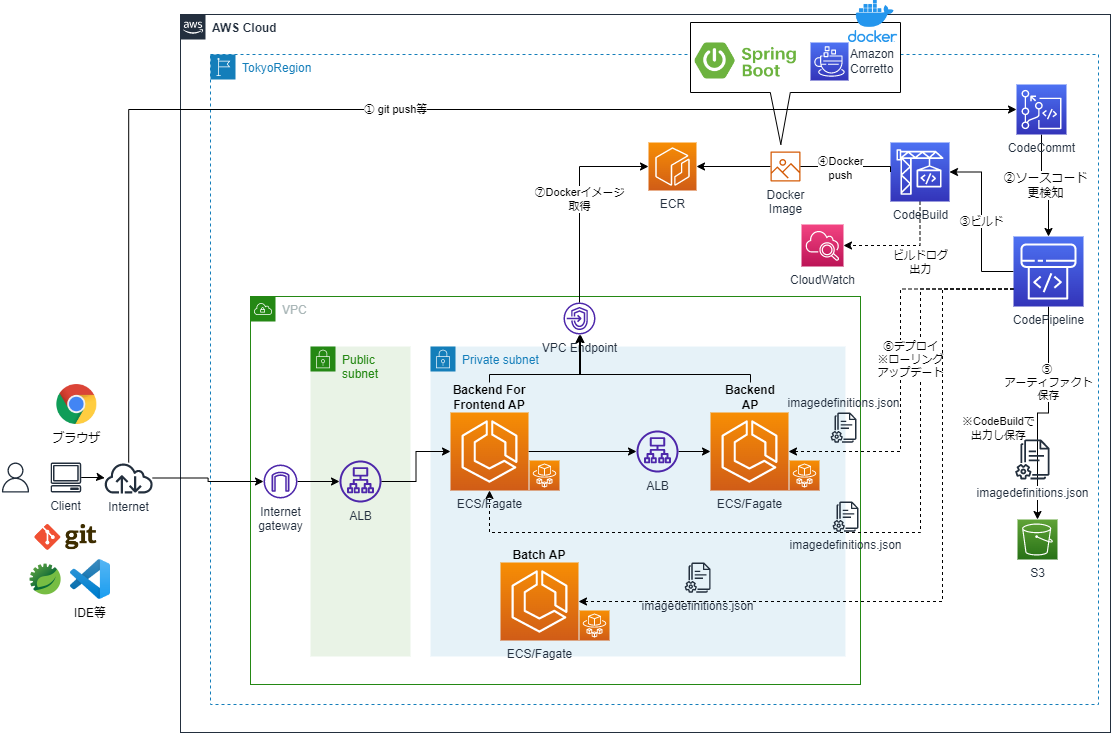 aws
AWS Cloud
TokyoRegion
docker
Spring
Boot
Amazon
Corretto
① git push等
CodeCommt
②ソースコード
更検知
CodeBuild
④Docker
push
Docker
Image
ECR
⑦Dockerイメージ
取得
③ビルド
CloudWatch
ビルドログ
出力
CodePipeline
VPC
VPC Endpoint
⑥デプロイ
※ローリング
アップデート
⑤
アーティファクト
保存
※CodeBuildで
出力し保存
Public
subnet
Private subnet
Backend For
Frontend AP
Backend
AP
imagedefinitions.json
ブラウザ
Client
Internet
Internet
gateway
ALB
ECS/Fagate
ALB
ECS/Fagate
imagedefinitions.json
imagedefinitions.json
S3
git
IDE等
Batch AP
imagedefinitions.json
ECS/Fagate